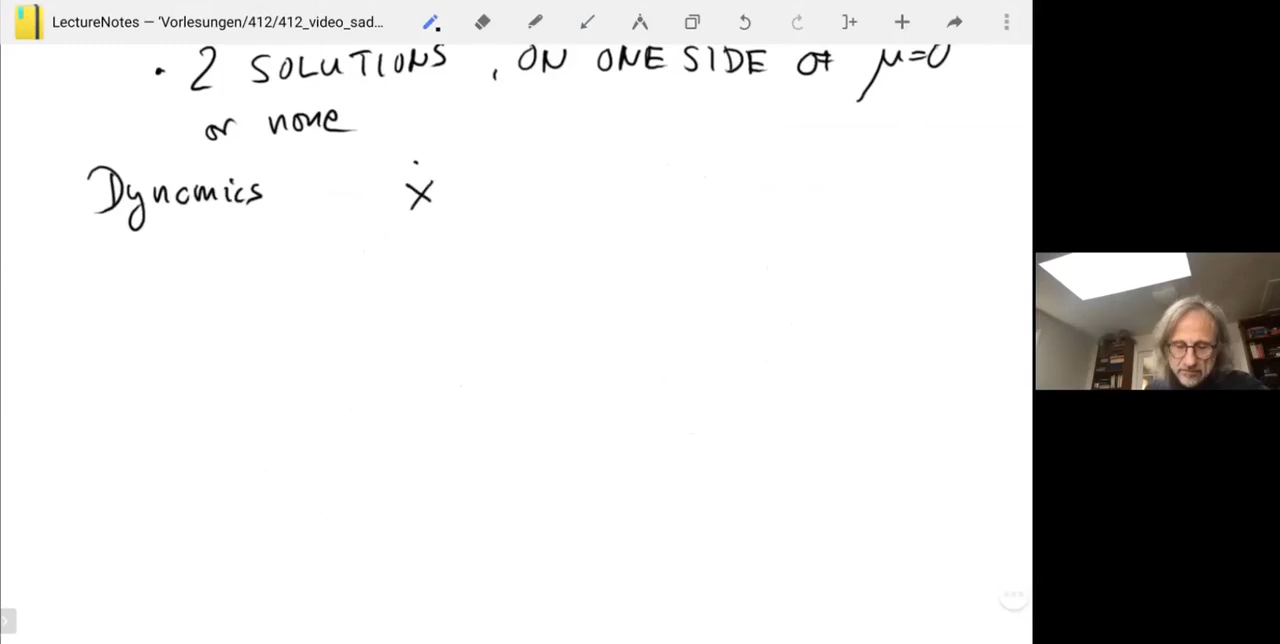 LectureNotes — ‘Vorlesungen/412/412_video_sad...
• 2 SOLUTIONS, ON ONE SIDE of μ=0
or none
Dynamics ẋ